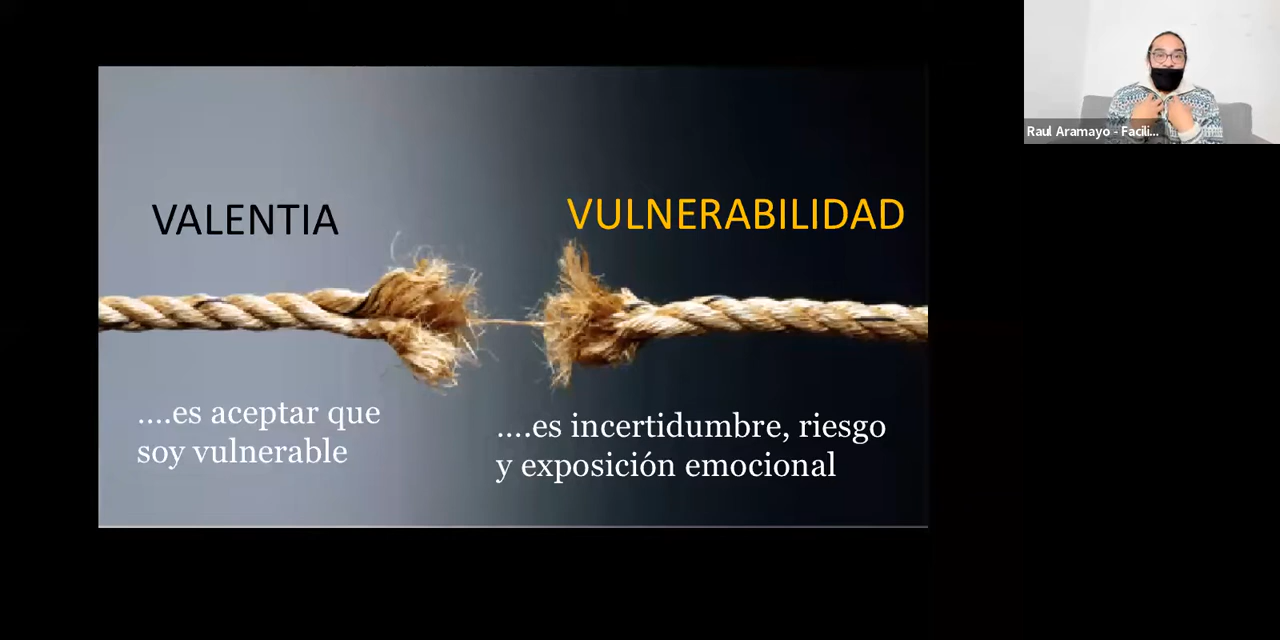 VALENTIA
VULNERABILIDAD
....es aceptar que
soy vulnerable
....es incertidumbre, riesgo
y exposición emocional
Raul Aramayo - Facili...